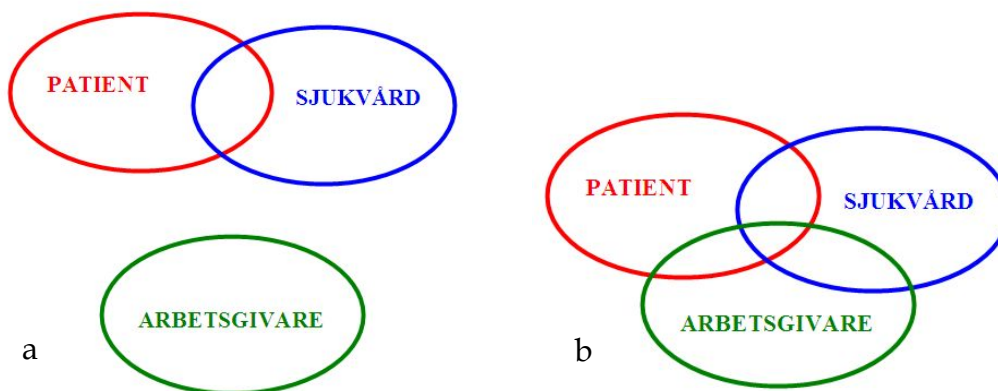 PATIENT
SJUKVÅRD
ARBETSGIVARE
a
PATIENT
SJUKVÅRD
ARBETSGIVARE
b